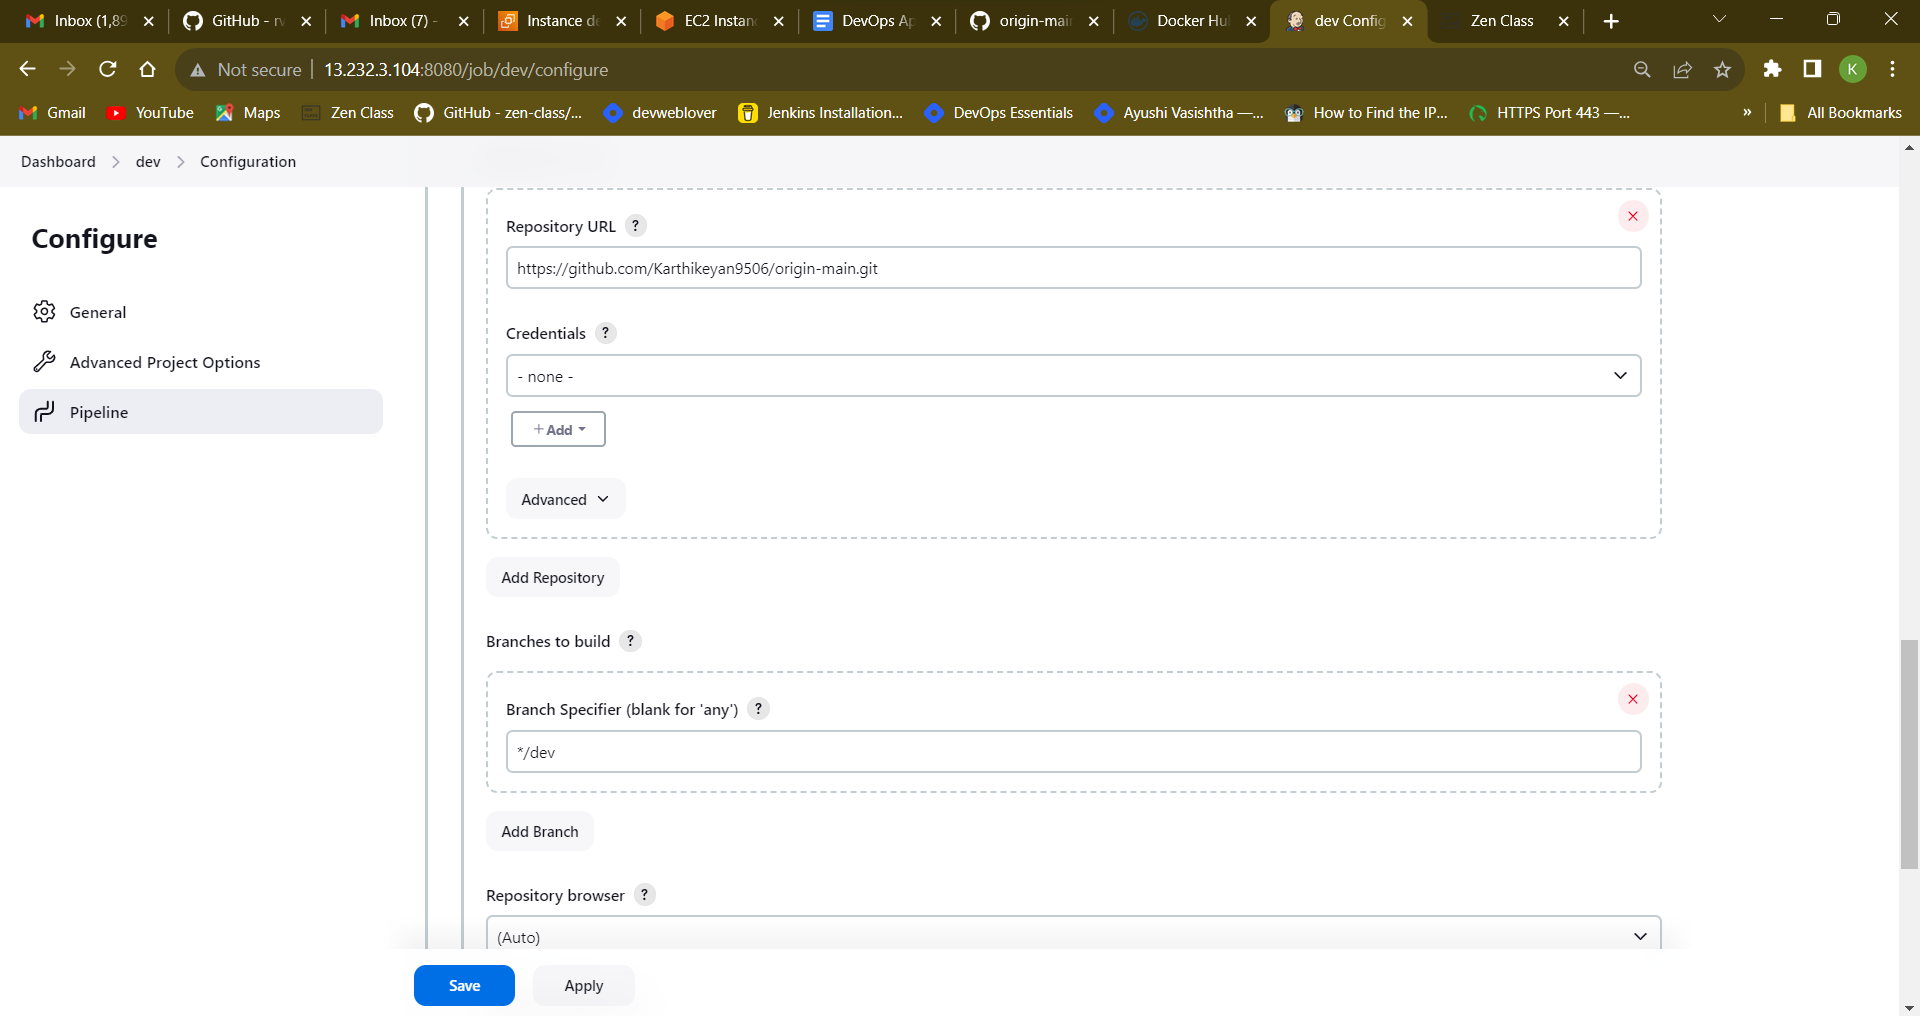 Inbox (1,89
GitHub - rv
Inbox (7) -
Instance de
EC2 Instan
DevOps Ap
origin-mai
Docker Hu
dev Config
Zen Class
Not secure
13.232.3.104:8080/job/dev/configure
K
Gmail
YouTube
Maps
Zen Class
GitHub - zen-class/...
devweblover
Jenkins Installation...
DevOps Essentials
Ayushi Vasishtha —...
How to Find the IP...
HTTPS Port 443 —...
»
All Bookmarks
Dashboard
dev
Configuration
Configure
General
Advanced Project Options
Pipeline
Repository URL ?
https://github.com/Karthikeyan9506/origin-main.git
Credentials ?
- none -
+ Add
Advanced
Add Repository
Branches to build ?
Branch Specifier (blank for 'any') ?
*/dev
Add Branch
Repository browser ?
(Auto)
Save
Apply